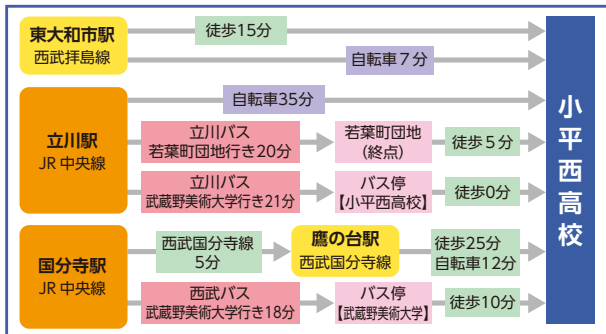 東大和市駅
西武拝島線
徒歩15分
自転車7分
立川駅
JR 中央線
自転車35分
立川バス
若葉町団地行き20分
若葉町団地
(終点)
徒歩5分
立川バス
武蔵野美術大学行き21分
バス停
【小平西高校】
徒歩0分
国分寺駅
JR 中央線
西武国分寺線
5分
鷹の台駅
西武国分寺線
徒歩25分
自転車12分
西武バス
武蔵野美術大学行き18分
バス停
【武蔵野美術大学】
徒歩10分
小平西高校